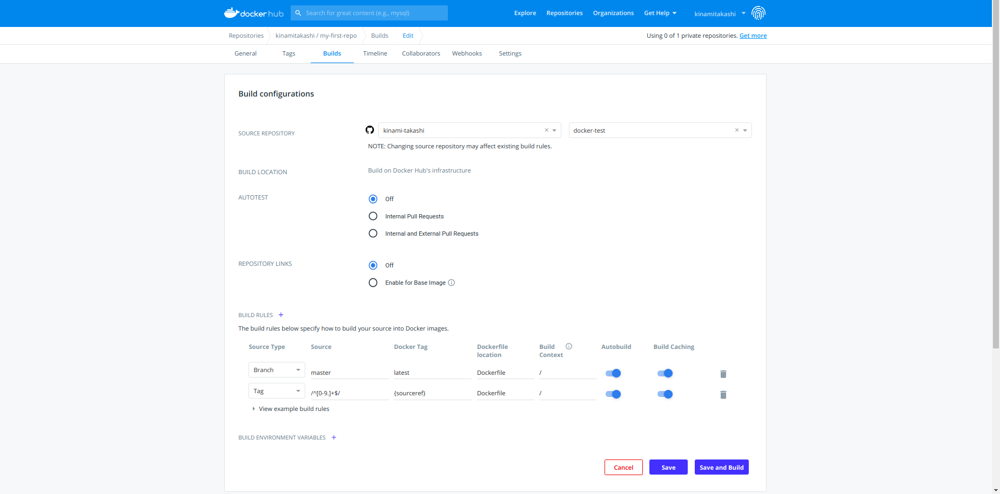 docker hub Search for great content (e.g., mysql) Explore Repositories Organizations Get Help kinamitakashi
Repositories kinamitakashi / my-first-repo Builds Edit Using 0 of 1 private repositories. Get more
General Tags Builds Timeline Collaborators Webhooks Settings
Build configurations
SOURCE REPOSITORY kinami-takashi × docker-test ×
NOTE: Changing source repository may affect existing build rules.
BUILD LOCATION Build on Docker Hub's infrastructure
AUTOTEST Off
Internal Pull Requests
Internal and External Pull Requests
REPOSITORY LINKS Off
Enable for Base Image
BUILD RULES +
The build rules below specify how to build your source into Docker images.
Source Type Source Docker Tag Dockerfile location Build Context Autobuild Build Caching
Branch master latest Dockerfile /
Tag /^[0-9.]+$/ {sourceref} Dockerfile /
View example build rules
BUILD ENVIRONMENT VARIABLES +
Cancel Save Save and Build